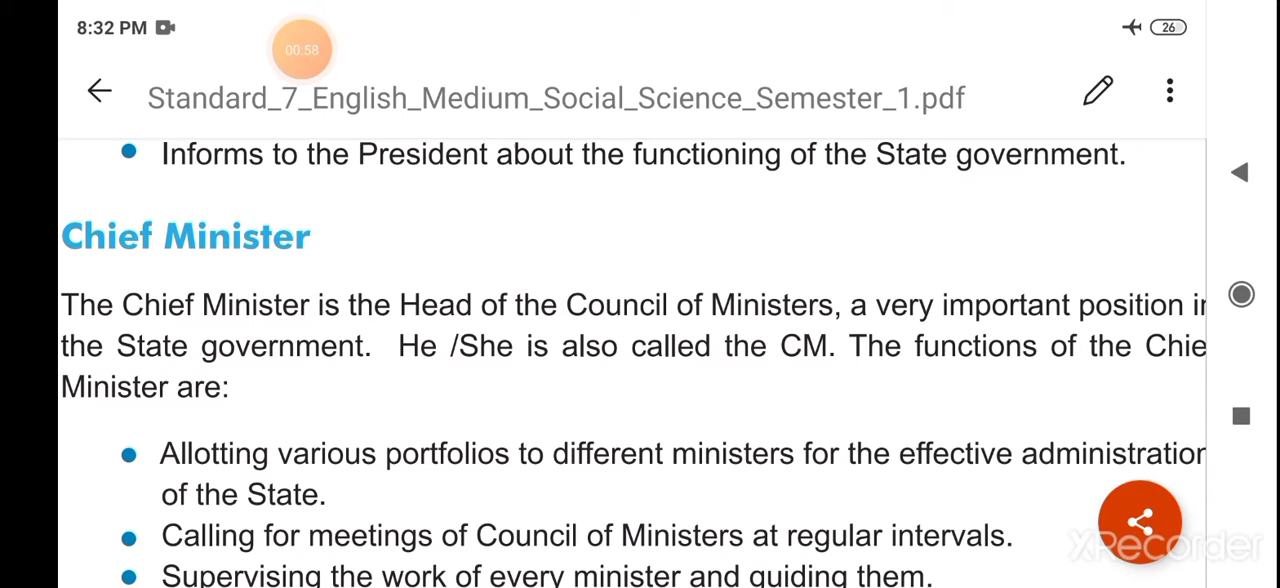 8:32 PM
00:58
26
Standard_7_English_Medium_Social_Science_Semester_1.pdf
Informs to the President about the functioning of the State government.
Chief Minister
The Chief Minister is the Head of the Council of Ministers, a very important position i
the State government. He /She is also called the CM. The functions of the Chie
Minister are:
Allotting various portfolios to different ministers for the effective administration
of the State.
Calling for meetings of Council of Ministers at regular intervals.
Supervising the work of every minister and guiding them.
XRecorder